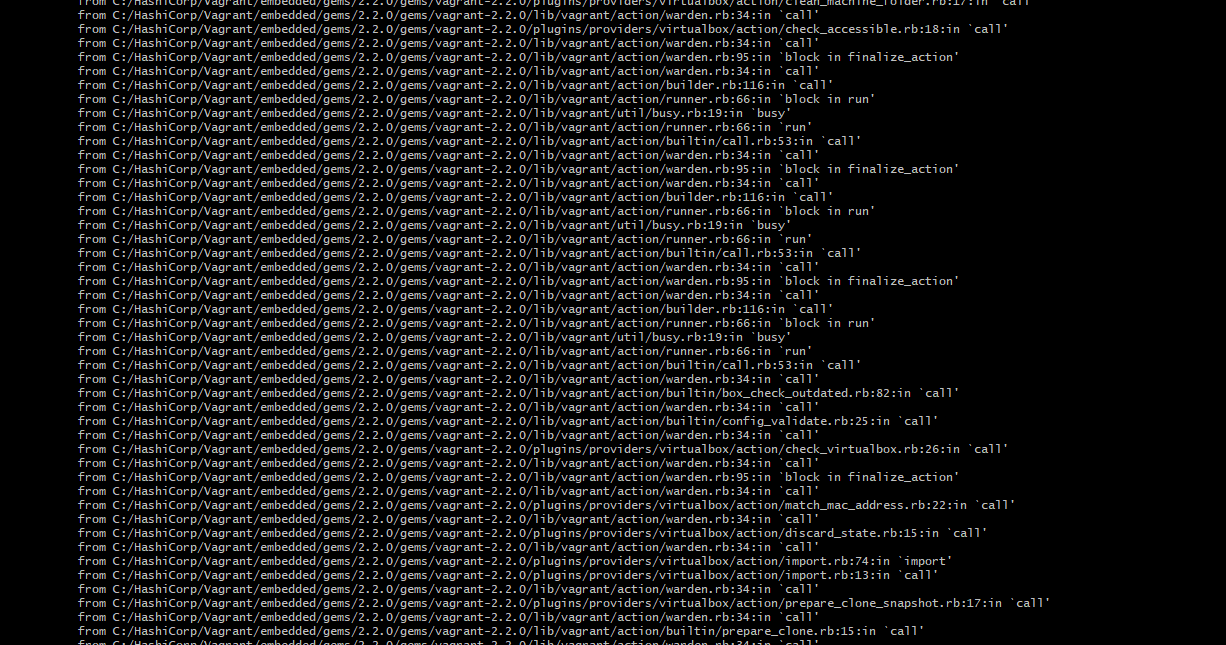 from C:/HashiCorp/Vagrant/embedded/gems/2.2.0/gems/vagrant-2.2.0/plugins/providers/virtualbox/action/clean_machine_folder.rb:17:in `call'
from C:/HashiCorp/Vagrant/embedded/gems/2.2.0/gems/vagrant-2.2.0/lib/vagrant/action/warden.rb:34:in `call'
from C:/HashiCorp/Vagrant/embedded/gems/2.2.0/gems/vagrant-2.2.0/plugins/providers/virtualbox/action/check_accessible.rb:18:in `call'
from C:/HashiCorp/Vagrant/embedded/gems/2.2.0/gems/vagrant-2.2.0/lib/vagrant/action/warden.rb:34:in `call'
from C:/HashiCorp/Vagrant/embedded/gems/2.2.0/gems/vagrant-2.2.0/lib/vagrant/action/warden.rb:95:in `block in finalize_action'
from C:/HashiCorp/Vagrant/embedded/gems/2.2.0/gems/vagrant-2.2.0/lib/vagrant/action/warden.rb:34:in `call'
from C:/HashiCorp/Vagrant/embedded/gems/2.2.0/gems/vagrant-2.2.0/lib/vagrant/action/builder.rb:116:in `call'
from C:/HashiCorp/Vagrant/embedded/gems/2.2.0/gems/vagrant-2.2.0/lib/vagrant/action/runner.rb:66:in `block in run'
from C:/HashiCorp/Vagrant/embedded/gems/2.2.0/gems/vagrant-2.2.0/lib/vagrant/util/busy.rb:19:in `busy'
from C:/HashiCorp/Vagrant/embedded/gems/2.2.0/gems/vagrant-2.2.0/lib/vagrant/action/runner.rb:66:in `run'
from C:/HashiCorp/Vagrant/embedded/gems/2.2.0/gems/vagrant-2.2.0/lib/vagrant/action/builtin/call.rb:53:in `call'
from C:/HashiCorp/Vagrant/embedded/gems/2.2.0/gems/vagrant-2.2.0/lib/vagrant/action/warden.rb:34:in `call'
from C:/HashiCorp/Vagrant/embedded/gems/2.2.0/gems/vagrant-2.2.0/lib/vagrant/action/warden.rb:95:in `block in finalize_action'
from C:/HashiCorp/Vagrant/embedded/gems/2.2.0/gems/vagrant-2.2.0/lib/vagrant/action/warden.rb:34:in `call'
from C:/HashiCorp/Vagrant/embedded/gems/2.2.0/gems/vagrant-2.2.0/lib/vagrant/action/builder.rb:116:in `call'
from C:/HashiCorp/Vagrant/embedded/gems/2.2.0/gems/vagrant-2.2.0/lib/vagrant/action/runner.rb:66:in `block in run'
from C:/HashiCorp/Vagrant/embedded/gems/2.2.0/gems/vagrant-2.2.0/lib/vagrant/util/busy.rb:19:in `busy'
from C:/HashiCorp/Vagrant/embedded/gems/2.2.0/gems/vagrant-2.2.0/lib/vagrant/action/runner.rb:66:in `run'
from C:/HashiCorp/Vagrant/embedded/gems/2.2.0/gems/vagrant-2.2.0/lib/vagrant/action/builtin/call.rb:53:in `call'
from C:/HashiCorp/Vagrant/embedded/gems/2.2.0/gems/vagrant-2.2.0/lib/vagrant/action/warden.rb:34:in `call'
from C:/HashiCorp/Vagrant/embedded/gems/2.2.0/gems/vagrant-2.2.0/lib/vagrant/action/warden.rb:95:in `block in finalize_action'
from C:/HashiCorp/Vagrant/embedded/gems/2.2.0/gems/vagrant-2.2.0/lib/vagrant/action/warden.rb:34:in `call'
from C:/HashiCorp/Vagrant/embedded/gems/2.2.0/gems/vagrant-2.2.0/lib/vagrant/action/builder.rb:116:in `call'
from C:/HashiCorp/Vagrant/embedded/gems/2.2.0/gems/vagrant-2.2.0/lib/vagrant/action/runner.rb:66:in `block in run'
from C:/HashiCorp/Vagrant/embedded/gems/2.2.0/gems/vagrant-2.2.0/lib/vagrant/util/busy.rb:19:in `busy'
from C:/HashiCorp/Vagrant/embedded/gems/2.2.0/gems/vagrant-2.2.0/lib/vagrant/action/runner.rb:66:in `run'
from C:/HashiCorp/Vagrant/embedded/gems/2.2.0/gems/vagrant-2.2.0/lib/vagrant/action/builtin/call.rb:53:in `call'
from C:/HashiCorp/Vagrant/embedded/gems/2.2.0/gems/vagrant-2.2.0/lib/vagrant/action/warden.rb:34:in `call'
from C:/HashiCorp/Vagrant/embedded/gems/2.2.0/gems/vagrant-2.2.0/lib/vagrant/action/builtin/box_check_outdated.rb:82:in `call'
from C:/HashiCorp/Vagrant/embedded/gems/2.2.0/gems/vagrant-2.2.0/lib/vagrant/action/warden.rb:34:in `call'
from C:/HashiCorp/Vagrant/embedded/gems/2.2.0/gems/vagrant-2.2.0/lib/vagrant/action/builtin/config_validate.rb:25:in `call'
from C:/HashiCorp/Vagrant/embedded/gems/2.2.0/gems/vagrant-2.2.0/lib/vagrant/action/warden.rb:34:in `call'
from C:/HashiCorp/Vagrant/embedded/gems/2.2.0/gems/vagrant-2.2.0/plugins/providers/virtualbox/action/check_virtualbox.rb:26:in `call'
from C:/HashiCorp/Vagrant/embedded/gems/2.2.0/gems/vagrant-2.2.0/lib/vagrant/action/warden.rb:34:in `call'
from C:/HashiCorp/Vagrant/embedded/gems/2.2.0/gems/vagrant-2.2.0/lib/vagrant/action/warden.rb:95:in `block in finalize_action'
from C:/HashiCorp/Vagrant/embedded/gems/2.2.0/gems/vagrant-2.2.0/lib/vagrant/action/warden.rb:34:in `call'
from C:/HashiCorp/Vagrant/embedded/gems/2.2.0/gems/vagrant-2.2.0/plugins/providers/virtualbox/action/match_mac_address.rb:22:in `call'
from C:/HashiCorp/Vagrant/embedded/gems/2.2.0/gems/vagrant-2.2.0/lib/vagrant/action/warden.rb:34:in `call'
from C:/HashiCorp/Vagrant/embedded/gems/2.2.0/gems/vagrant-2.2.0/plugins/providers/virtualbox/action/discard_state.rb:15:in `call'
from C:/HashiCorp/Vagrant/embedded/gems/2.2.0/gems/vagrant-2.2.0/lib/vagrant/action/warden.rb:34:in `call'
from C:/HashiCorp/Vagrant/embedded/gems/2.2.0/gems/vagrant-2.2.0/plugins/providers/virtualbox/action/import.rb:74:in `import'
from C:/HashiCorp/Vagrant/embedded/gems/2.2.0/gems/vagrant-2.2.0/plugins/providers/virtualbox/action/import.rb:13:in `call'
from C:/HashiCorp/Vagrant/embedded/gems/2.2.0/gems/vagrant-2.2.0/lib/vagrant/action/warden.rb:34:in `call'
from C:/HashiCorp/Vagrant/embedded/gems/2.2.0/gems/vagrant-2.2.0/plugins/providers/virtualbox/action/prepare_clone_snapshot.rb:17:in `call'
from C:/HashiCorp/Vagrant/embedded/gems/2.2.0/gems/vagrant-2.2.0/lib/vagrant/action/warden.rb:34:in `call'
from C:/HashiCorp/Vagrant/embedded/gems/2.2.0/gems/vagrant-2.2.0/lib/vagrant/action/builtin/prepare_clone.rb:15:in `call'
from C:/HashiCorp/Vagrant/embedded/gems/2.2.0/gems/vagrant-2.2.0/lib/vagrant/action/warden.rb:34:in `call'